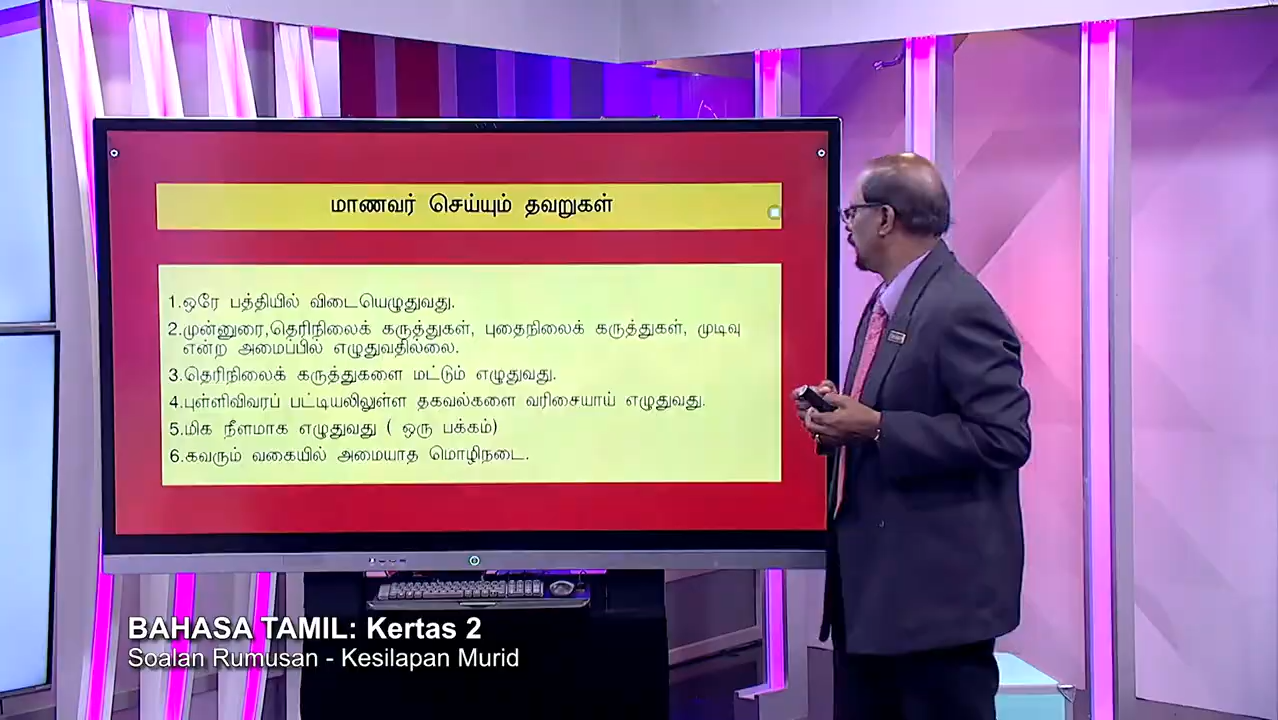 மாணவர் செய்யும் தவறுகள்
1.ஒரே பத்தியில் விடையெழுதுவது.
2.முன்னுரை,தெரிநிலைக் கருத்துகள், புதைநிலைக் கருத்துகள், முடிவு
என்ற அமைப்பில் எழுதுவதில்லை.
3.தெரிநிலைக் கருத்துகளை மட்டும் எழுதுவது.
4.புள்ளிவிவரப் பட்டியலிலுள்ள தகவல்களை வரிசையாய் எழுதுவது.
5.மிக நீளமாக எழுதுவது ( ஒரு பக்கம்)
6.கவரும் வகையில் அமையாத மொழிநடை.
BAHASA TAMIL: Kertas 2
Soalan Rumusan - Kesilapan Murid